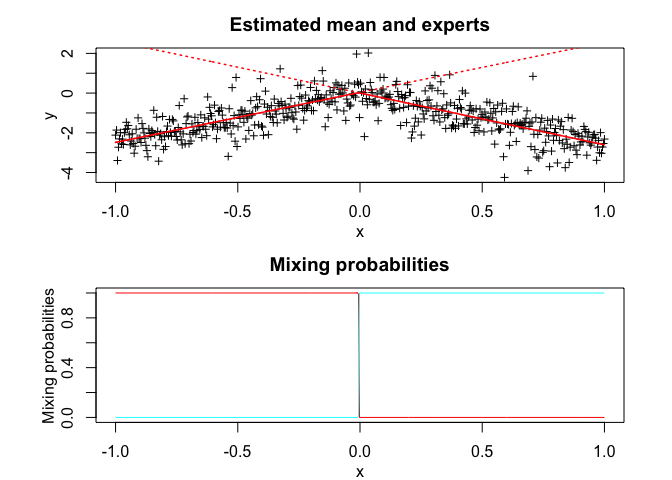 Estimated mean and experts
y
2
0
-2
-4
-1.0 -0.5 0.0 0.5 1.0
x
Mixing probabilities
Mixing probabilities
0.8
0.4
0.0
-1.0 -0.5 0.0 0.5 1.0
x